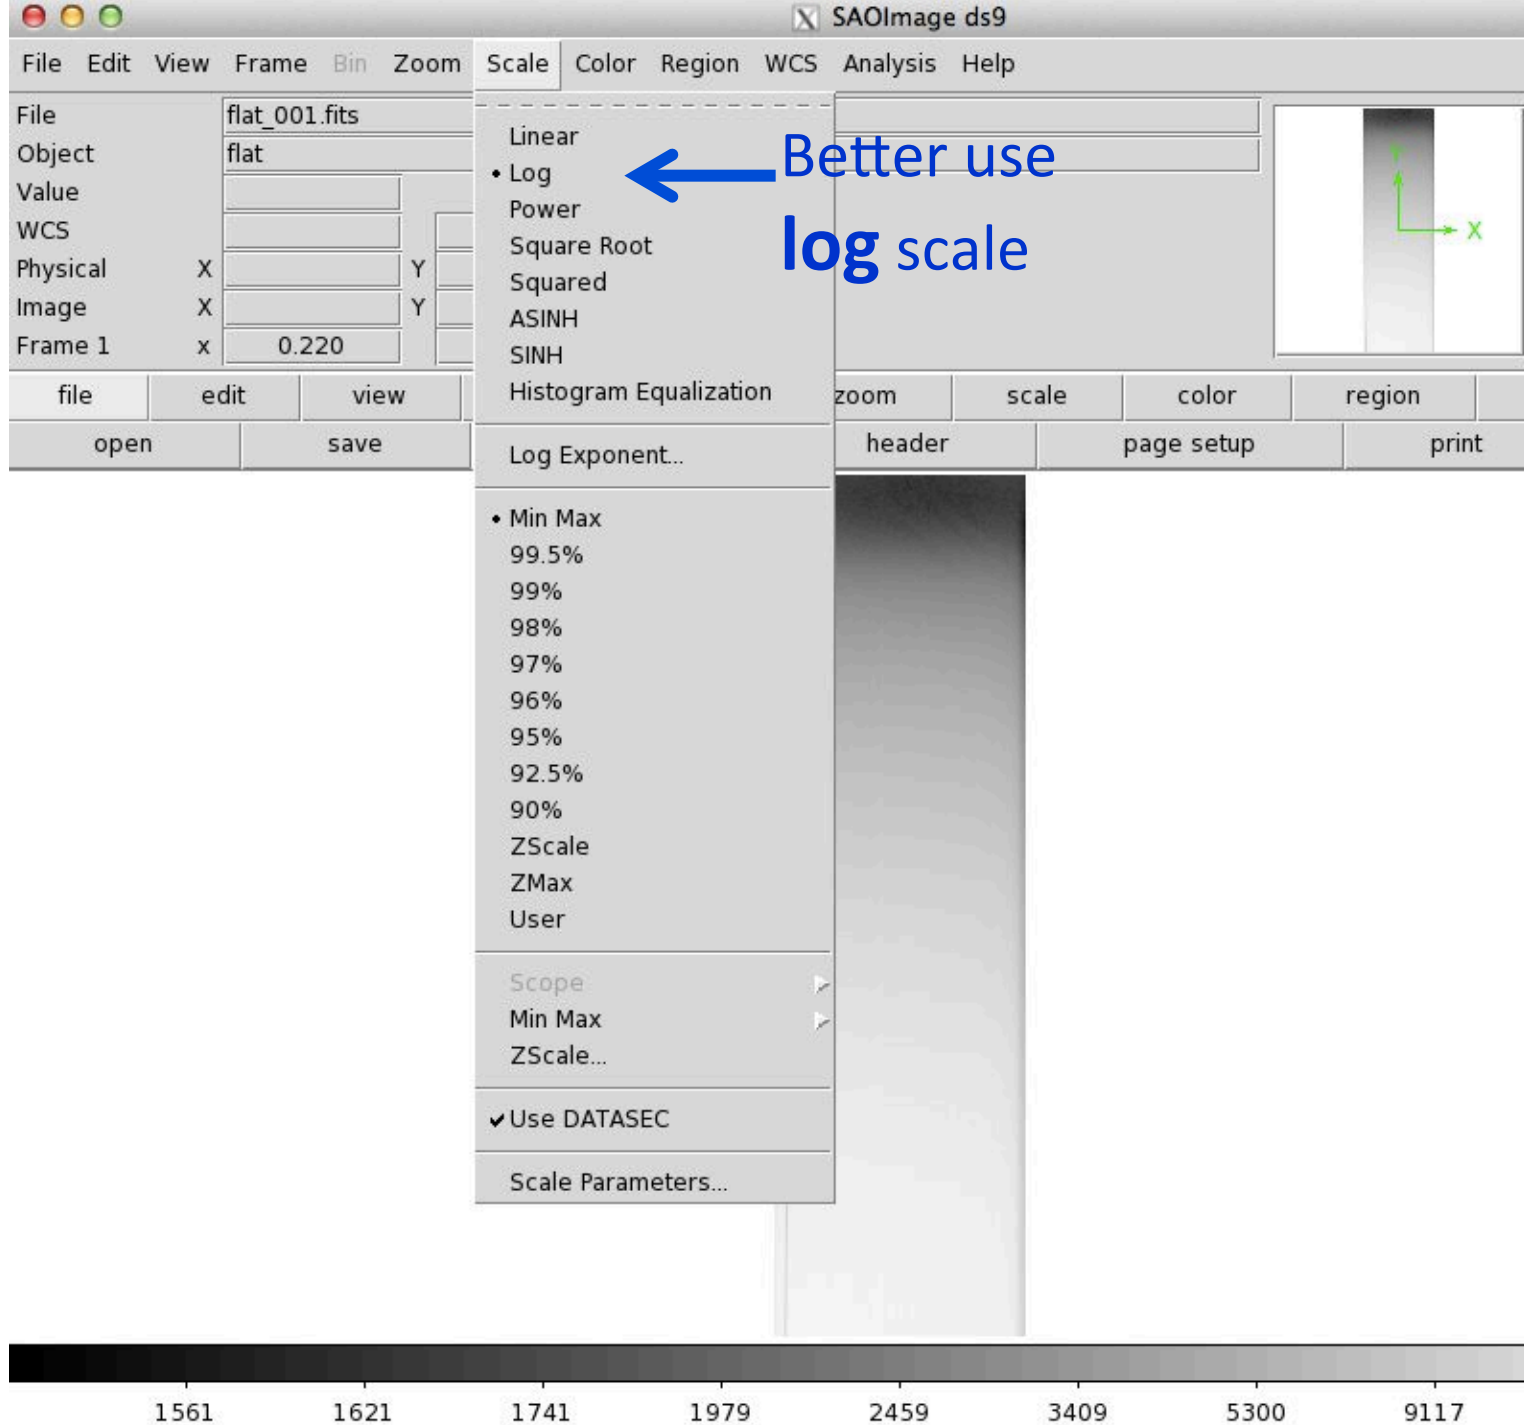 SAOImage ds9
File Edit View Frame Bin Zoom Scale Color Region WCS Analysis Help
File flat_001.fits
Object flat
Value
WCS
Physical X Y
Image X Y
Frame 1 x 0.220
Linear
• Log
Power
Square Root
Squared
ASINH
SINH
Histogram Equalization
Log Exponent...
• Min Max
99.5%
99%
98%
97%
96%
95%
92.5%
90%
ZScale
ZMax
User
Scope
Min Max
ZScale...
✓Use DATASEC
Scale Parameters...
Better use
log scale
Y
X
file edit view zoom scale color region
open save header page setup print
1561 1621 1741 1979 2459 3409 5300 9117